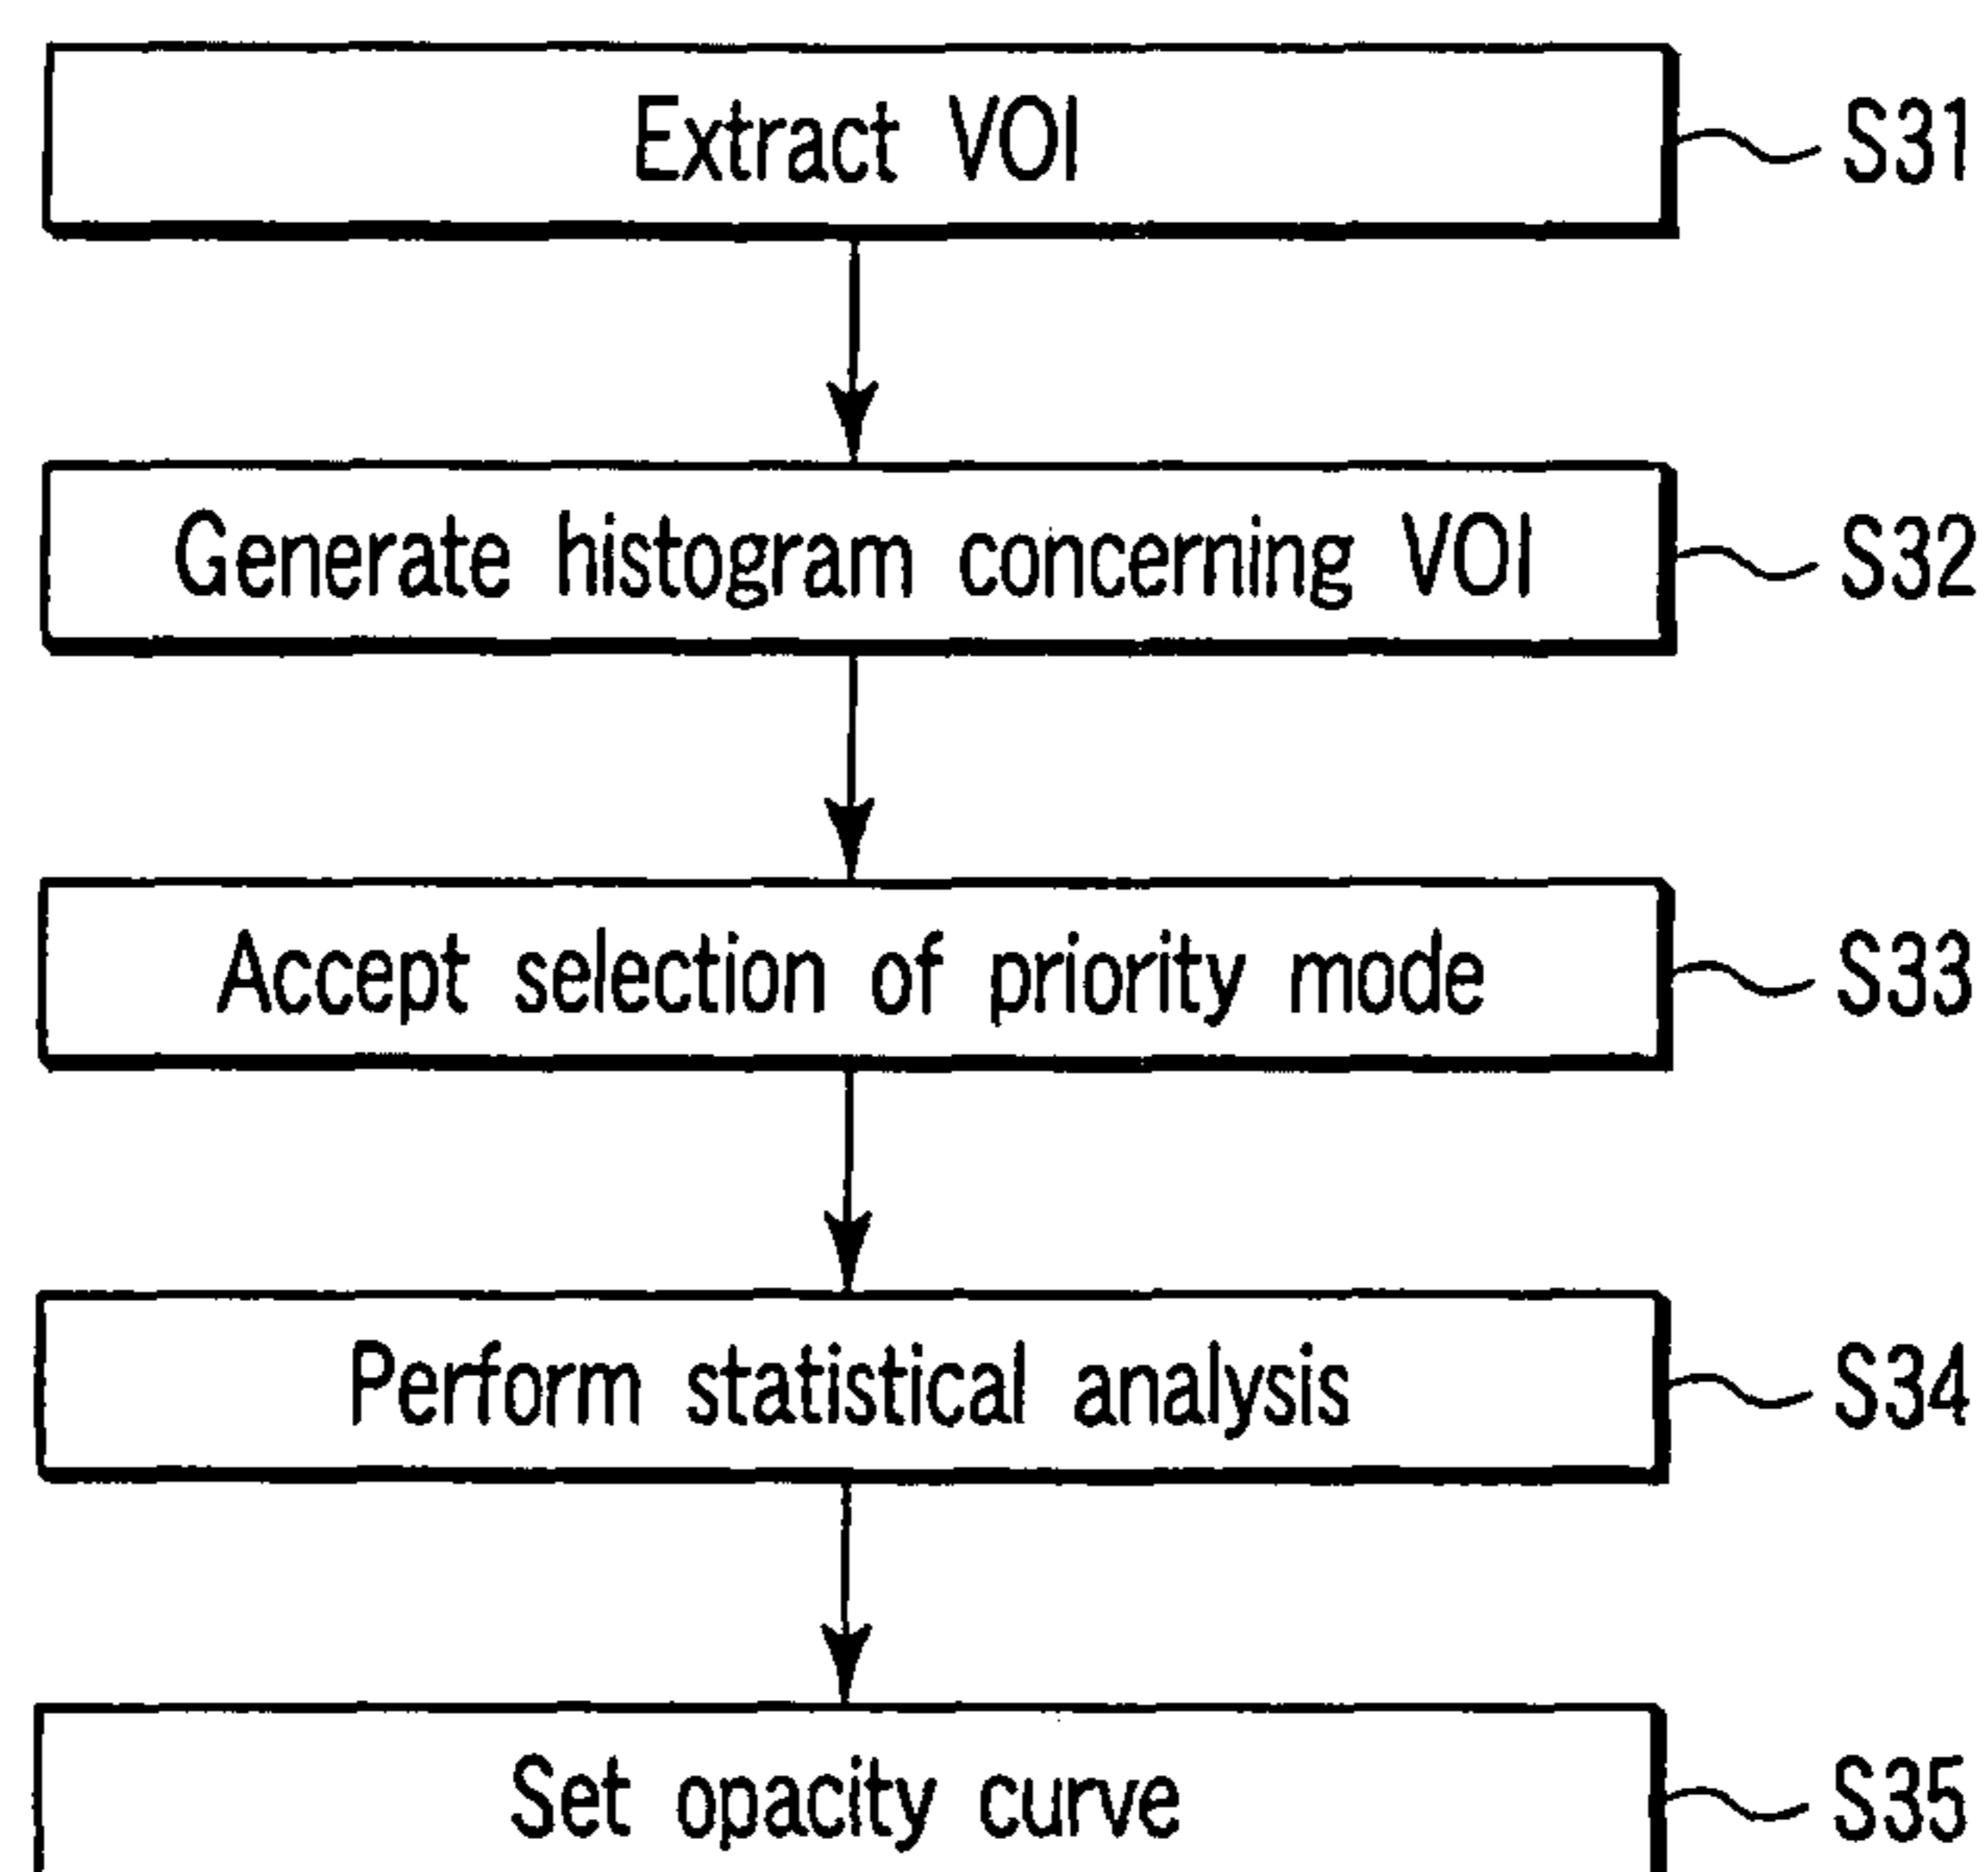 Extract VOI S31
Generate histogram concerning VOI S32
Accept selection of priority mode S33
Perform statistical analysis S34
Set opacity curve S35